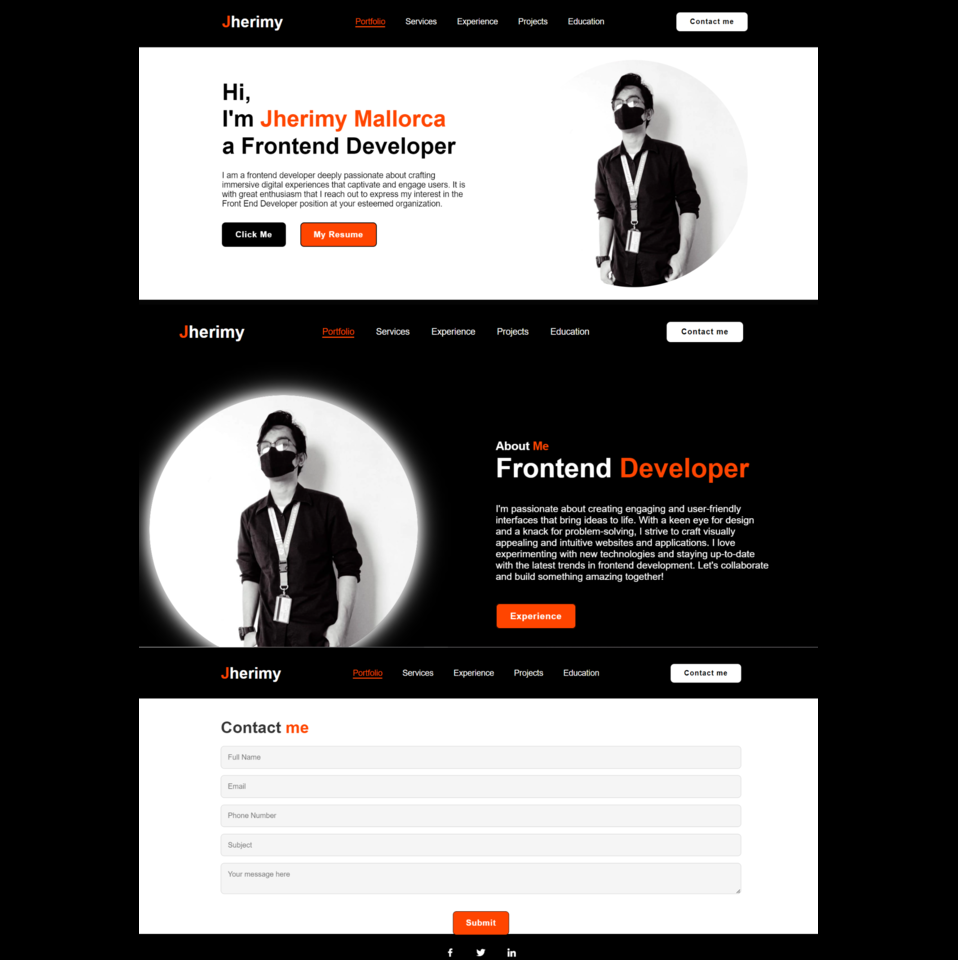 Jherimy Portfolio Services Experience Projects Education Contact me
Hi,
I'm Jherimy Mallorca
a Frontend Developer
I am a frontend developer deeply passionate about crafting
immersive digital experiences that captivate and engage users. It is
with great enthusiasm that I reach out to express my interest in the
Front End Developer position at your esteemed organization.
Click Me My Resume
Jherimy Portfolio Services Experience Projects Education Contact me
About Me
Frontend Developer
I'm passionate about creating engaging and user-friendly
interfaces that bring ideas to life. With a keen eye for design
and a knack for problem-solving, I strive to craft visually
appealing and intuitive websites and applications. I love
experimenting with new technologies and staying up-to-date
with the latest trends in frontend development. Let's collaborate
and build something amazing together!
Experience
Jherimy Portfolio Services Experience Projects Education Contact me
Contact me
Full Name
Email
Phone Number
Subject
Your message here
Submit